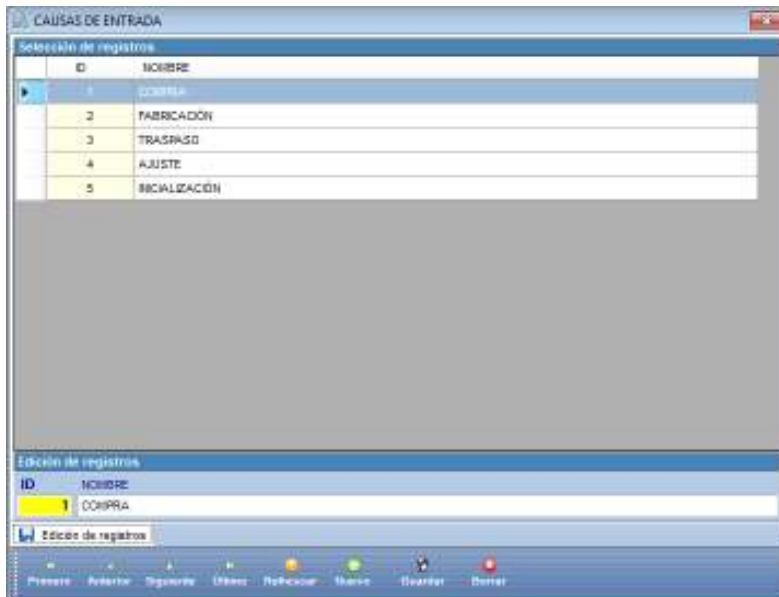 CAUSAS DE ENTRADA
Selección de registros
ID NOMBRE
1 COMPRA
2 FABRICACIÓN
3 TRASPASO
4 AJUSTE
5 INICIALIZACIÓN
Edición de registros
ID NOMBRE
1 COMPRA
Edición de registros
Primero Anterior Siguiente Último Refrescar Nuevo Guardar Borrar